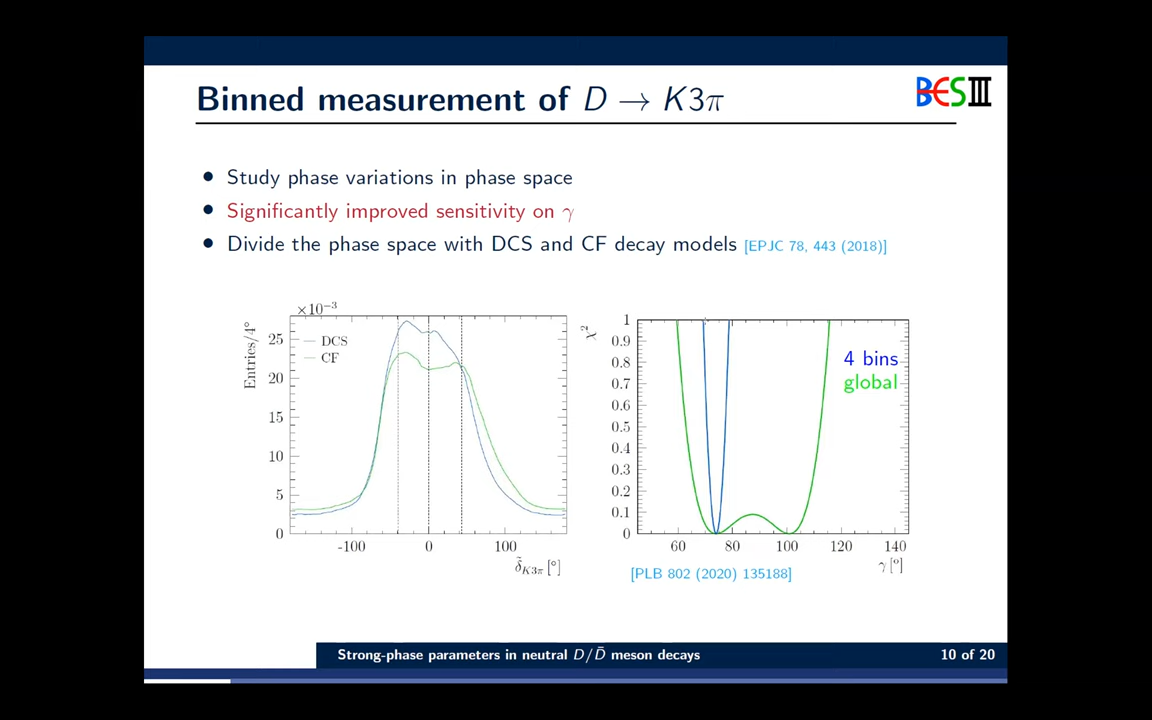 Binned measurement of D → K3π
BESIII
• Study phase variations in phase space
• Significantly improved sensitivity on γ
• Divide the phase space with DCS and CF decay models [EPJC 78, 443 (2018)]
×10⁻³
Entries/4°
25
20
15
10
5
0
DCS
CF
-100 0 100
δ̃_K3π [°]
χ²
1
0.9
0.8
0.7
0.6
0.5
0.4
0.3
0.2
0.1
0
4 bins
global
60 80 100 120 140
γ [°]
[PLB 802 (2020) 135188]
Strong-phase parameters in neutral D/D̄ meson decays 10 of 20